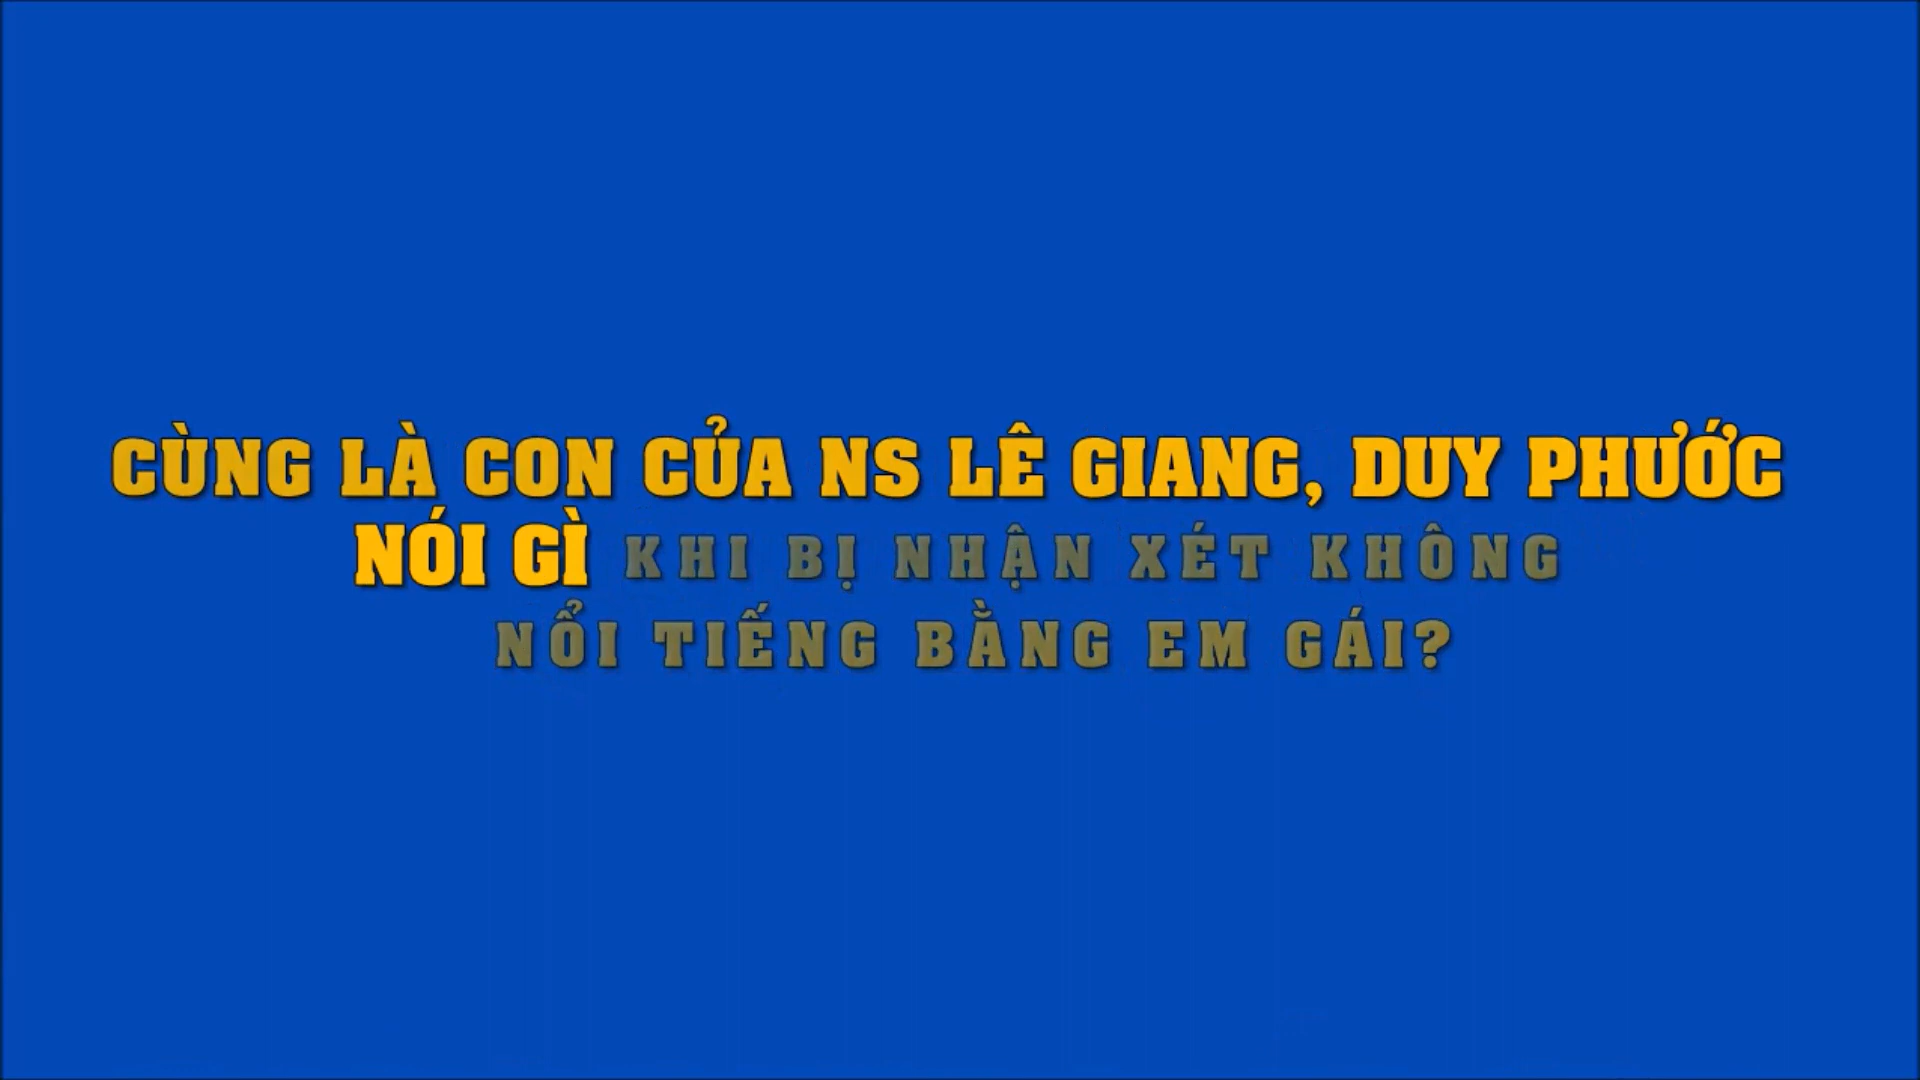 CÙNG LÀ CON CỦA NS LÊ GIANG, DUY PHƯỚC
NÓI GÌ KHI BỊ NHẬN XÉT KHÔNG
NỔI TIẾNG BẰNG EM GÁI?